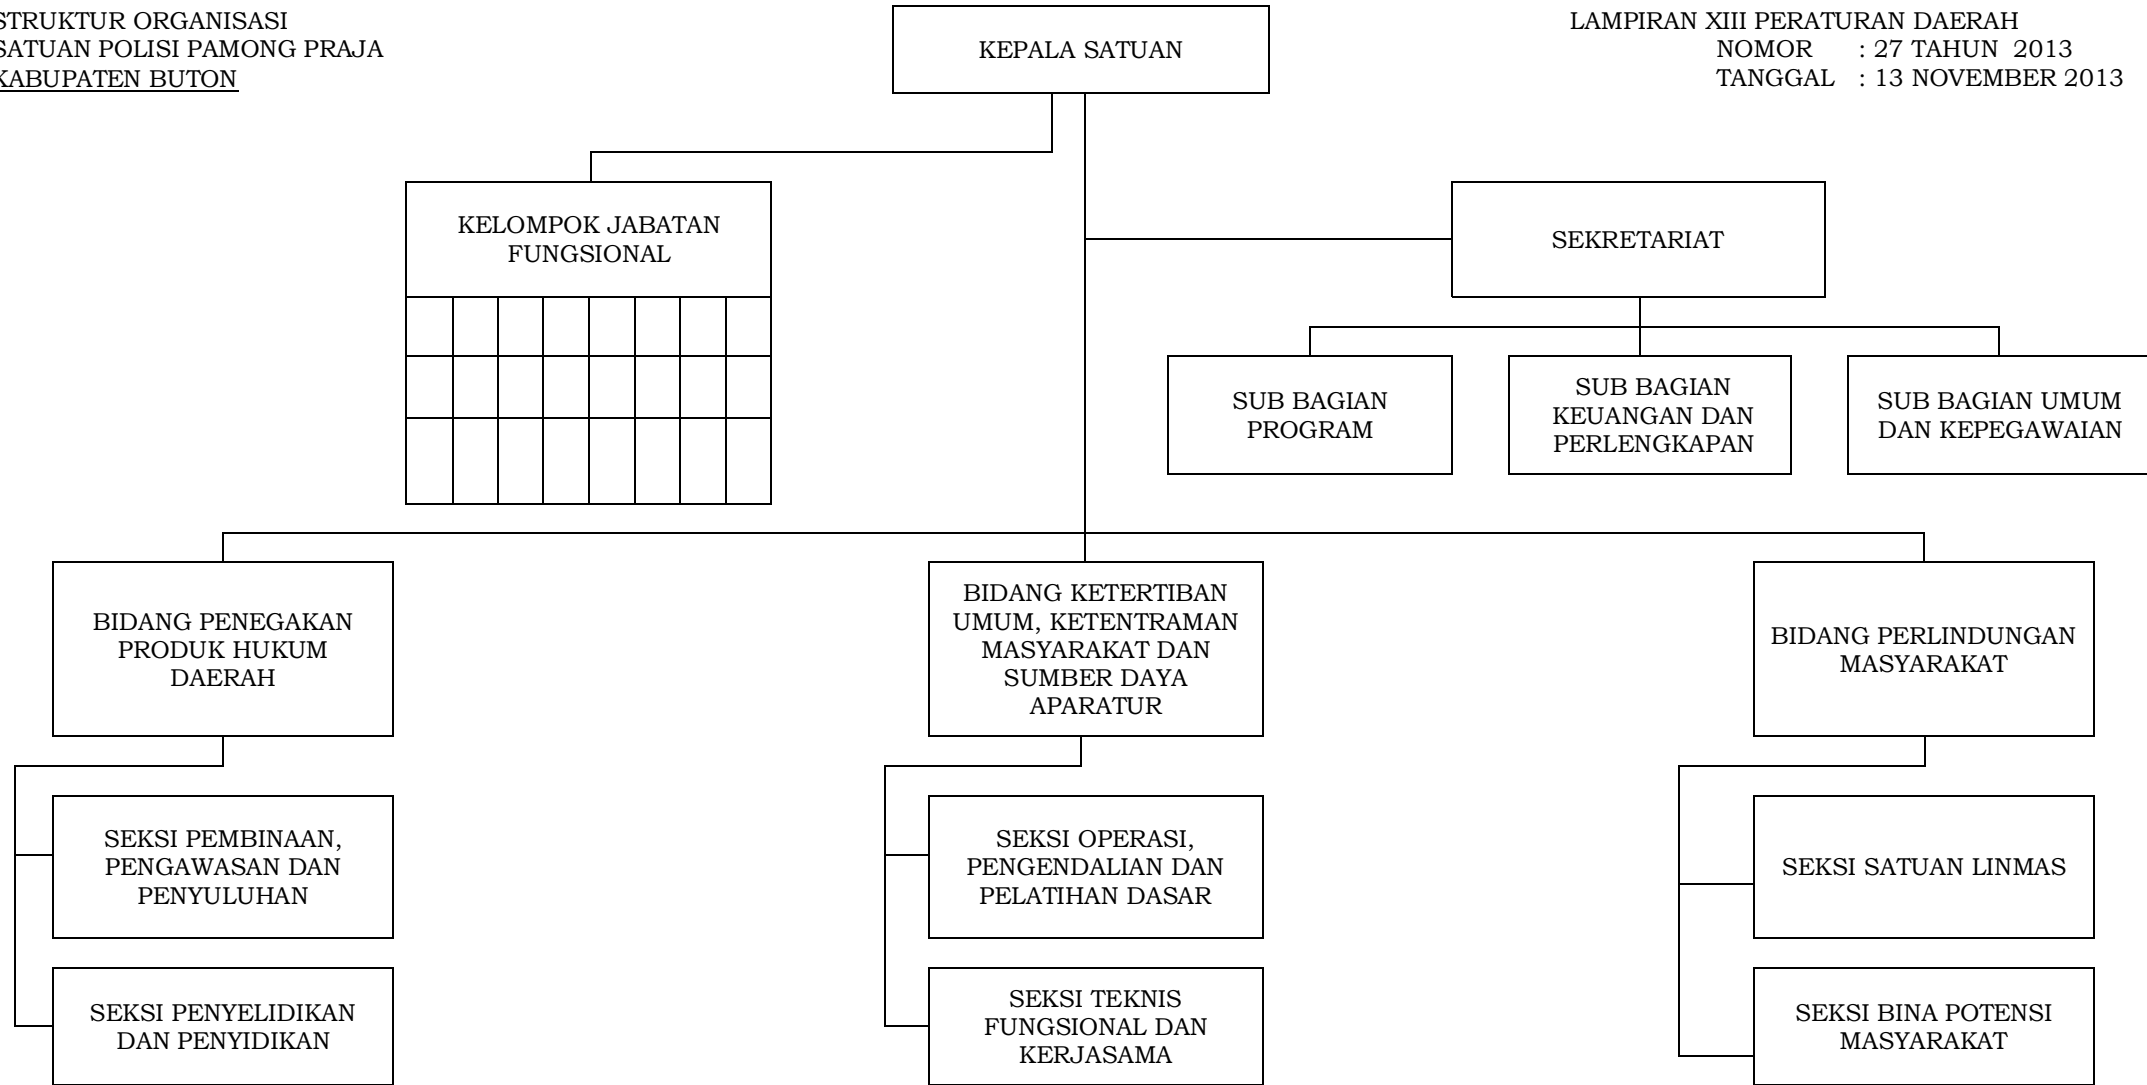 STRUKTUR ORGANISASI
SATUAN POLISI PAMONG PRAJA
KABUPATEN BUTON
KEPALA SATUAN
LAMPIRAN XIII PERATURAN DAERAH
NOMOR : 27 TAHUN 2013
TANGGAL : 13 NOVEMBER 2013
KELOMPOK JABATAN
FUNGSIONAL
SEKRETARIAT
SUB BAGIAN
PROGRAM
SUB BAGIAN
KEUANGAN DAN
PERLENGKAPAN
SUB BAGIAN UMUM
DAN KEPEGAWAIAN
BIDANG PENEGAKAN
PRODUK HUKUM
DAERAH
BIDANG KETERTIBAN
UMUM, KETENTRAMAN
MASYARAKAT DAN
SUMBER DAYA
APARATUR
BIDANG PERLINDUNGAN
MASYARAKAT
SEKSI PEMBINAAN,
PENGAWASAN DAN
PENYULUHAN
SEKSI OPERASI,
PENGENDALIAN DAN
PELATIHAN DASAR
SEKSI SATUAN LINMAS
SEKSI PENYELIDIKAN
DAN PENYIDIKAN
SEKSI TEKNIS
FUNGSIONAL DAN
KERJASAMA
SEKSI BINA POTENSI
MASYARAKAT